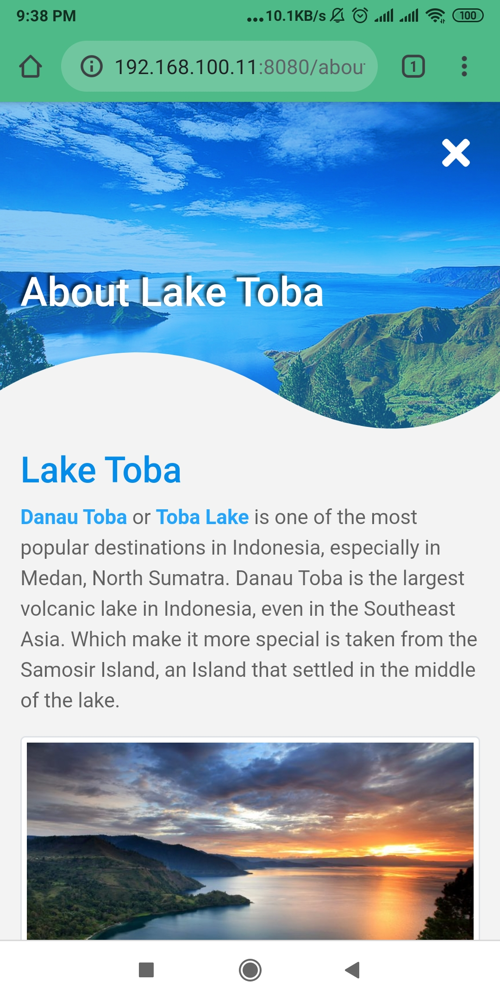 9:38 PM
...10.1KB/s
100
192.168.100.11:8080/abou
1
About Lake Toba
Lake Toba
Danau Toba or Toba Lake is one of the most
popular destinations in Indonesia, especially in
Medan, North Sumatra. Danau Toba is the largest
volcanic lake in Indonesia, even in the Southeast
Asia. Which make it more special is taken from the
Samosir Island, an Island that settled in the middle
of the lake.